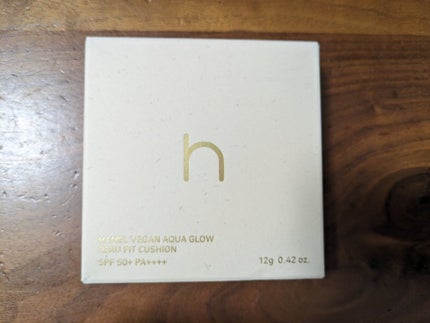 h
VEGAN AQUA GLOW
FIT CUSHION
SPF 50+ PA++++
12g 0.42 oz.